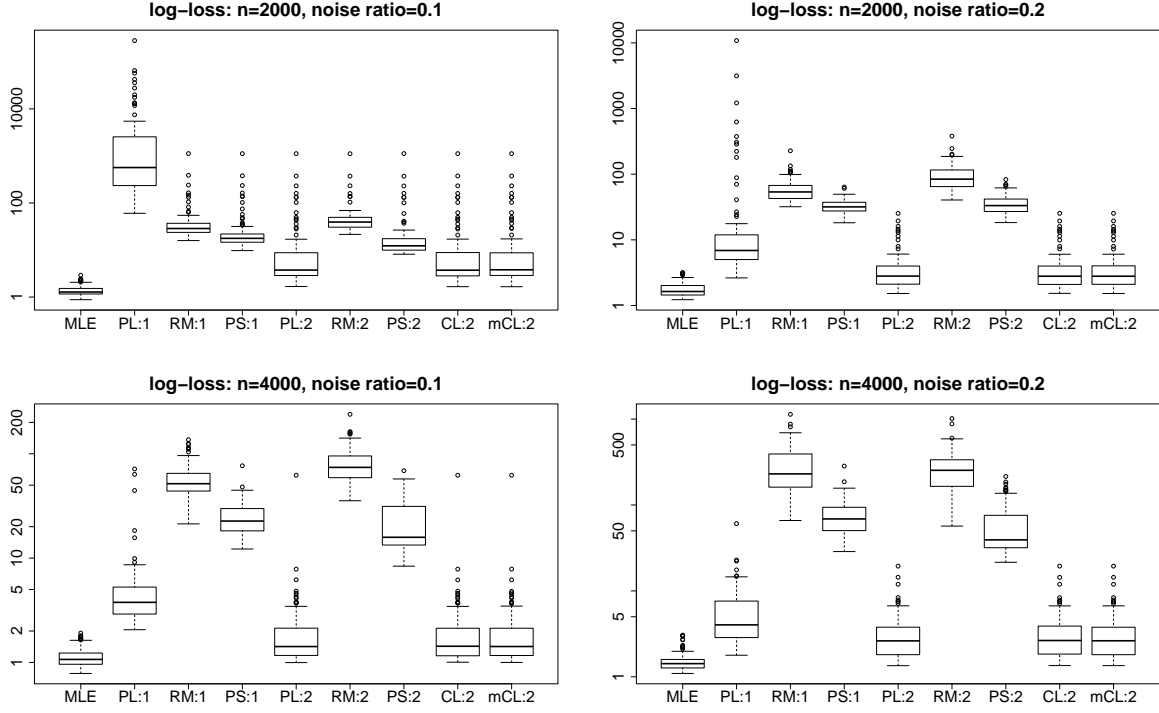 log−loss: n=2000, noise ratio=0.1
10000
100
1
MLE PL:1 RM:1 PS:1 PL:2 RM:2 PS:2 CL:2 mCL:2
log−loss: n=2000, noise ratio=0.2
10000
1000
100
10
1
MLE PL:1 RM:1 PS:1 PL:2 RM:2 PS:2 CL:2 mCL:2
log−loss: n=4000, noise ratio=0.1
200
50
20
10
5
2
1
MLE PL:1 RM:1 PS:1 PL:2 RM:2 PS:2 CL:2 mCL:2
log−loss: n=4000, noise ratio=0.2
500
50
5
1
MLE PL:1 RM:1 PS:1 PL:2 RM:2 PS:2 CL:2 mCL:2